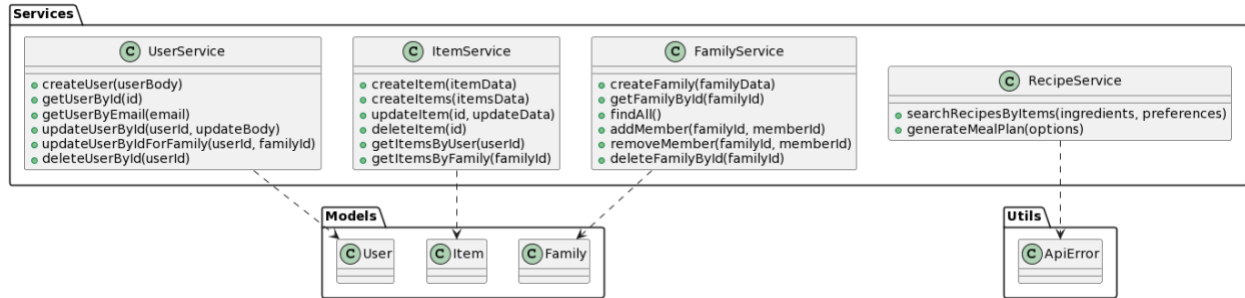 Services
C UserService
createUser(userBody)
getUserById(id)
getUserByEmail(email)
updateUserById(userId, updateBody)
updateUserByIdForFamily(userId, familyId)
deleteUserById(userId)
C ItemService
createItem(itemData)
createItems(itemsData)
updateItem(id, updateData)
deleteItem(id)
getItemsByUser(userId)
getItemsByFamily(familyId)
C FamilyService
createFamily(familyData)
getFamilyById(familyId)
findAll()
addMember(familyId, memberId)
removeMember(familyId, memberId)
deleteFamilyById(familyId)
C RecipeService
searchRecipesByItems(ingredients, preferences)
generateMealPlan(options)
Models
C User
C Item
C Family
Utils
C ApiError